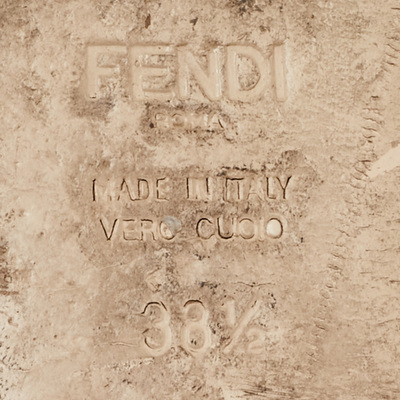 FENDI
ROMA
MADE IN ITALY
VERO CUOIO
38½